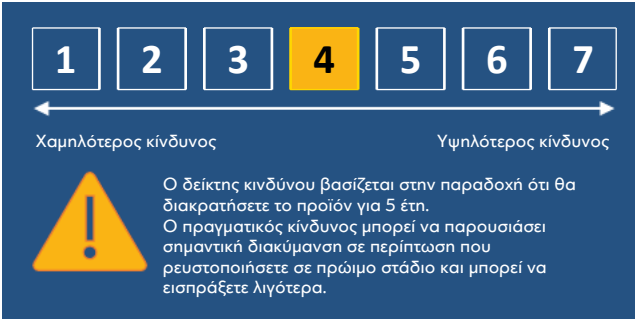 1 2 3 4 5 6 7
Χαμηλότερος κίνδυνος Υψηλότερος κίνδυνος
Ο δείκτης κινδύνου βασίζεται στην παραδοχή ότι θα
διακρατήσετε το προϊόν για 5 έτη.
Ο πραγματικός κίνδυνος μπορεί να παρουσιάσει
σημαντική διακύμανση σε περίπτωση που
ρευστοποιήσετε σε πρώιμο στάδιο και μπορεί να
εισπράξετε λιγότερα.